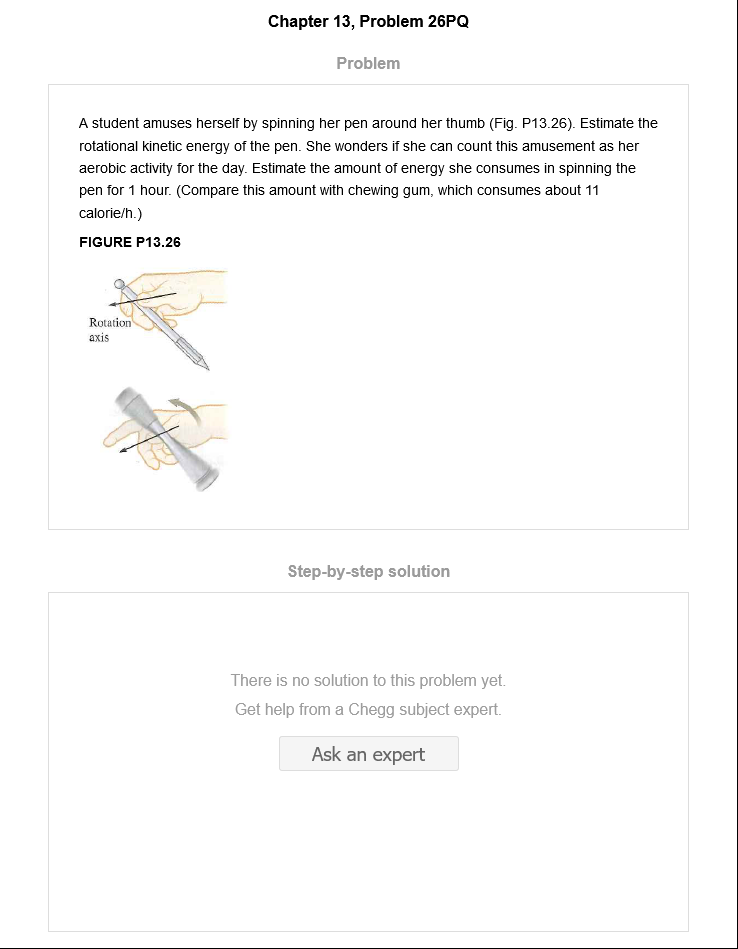 Chapter 13, Problem 26PQ
Problem
A student amuses herself by spinning her pen around her thumb (Fig. P13.26). Estimate the
rotational kinetic energy of the pen. She wonders if she can count this amusement as her
aerobic activity for the day. Estimate the amount of energy she consumes in spinning the
pen for 1 hour. (Compare this amount with chewing gum, which consumes about 11
calorie/h.)
FIGURE P13.26
Rotation
axis
Step-by-step solution
There is no solution to this problem yet.
Get help from a Chegg subject expert.
Ask an expert